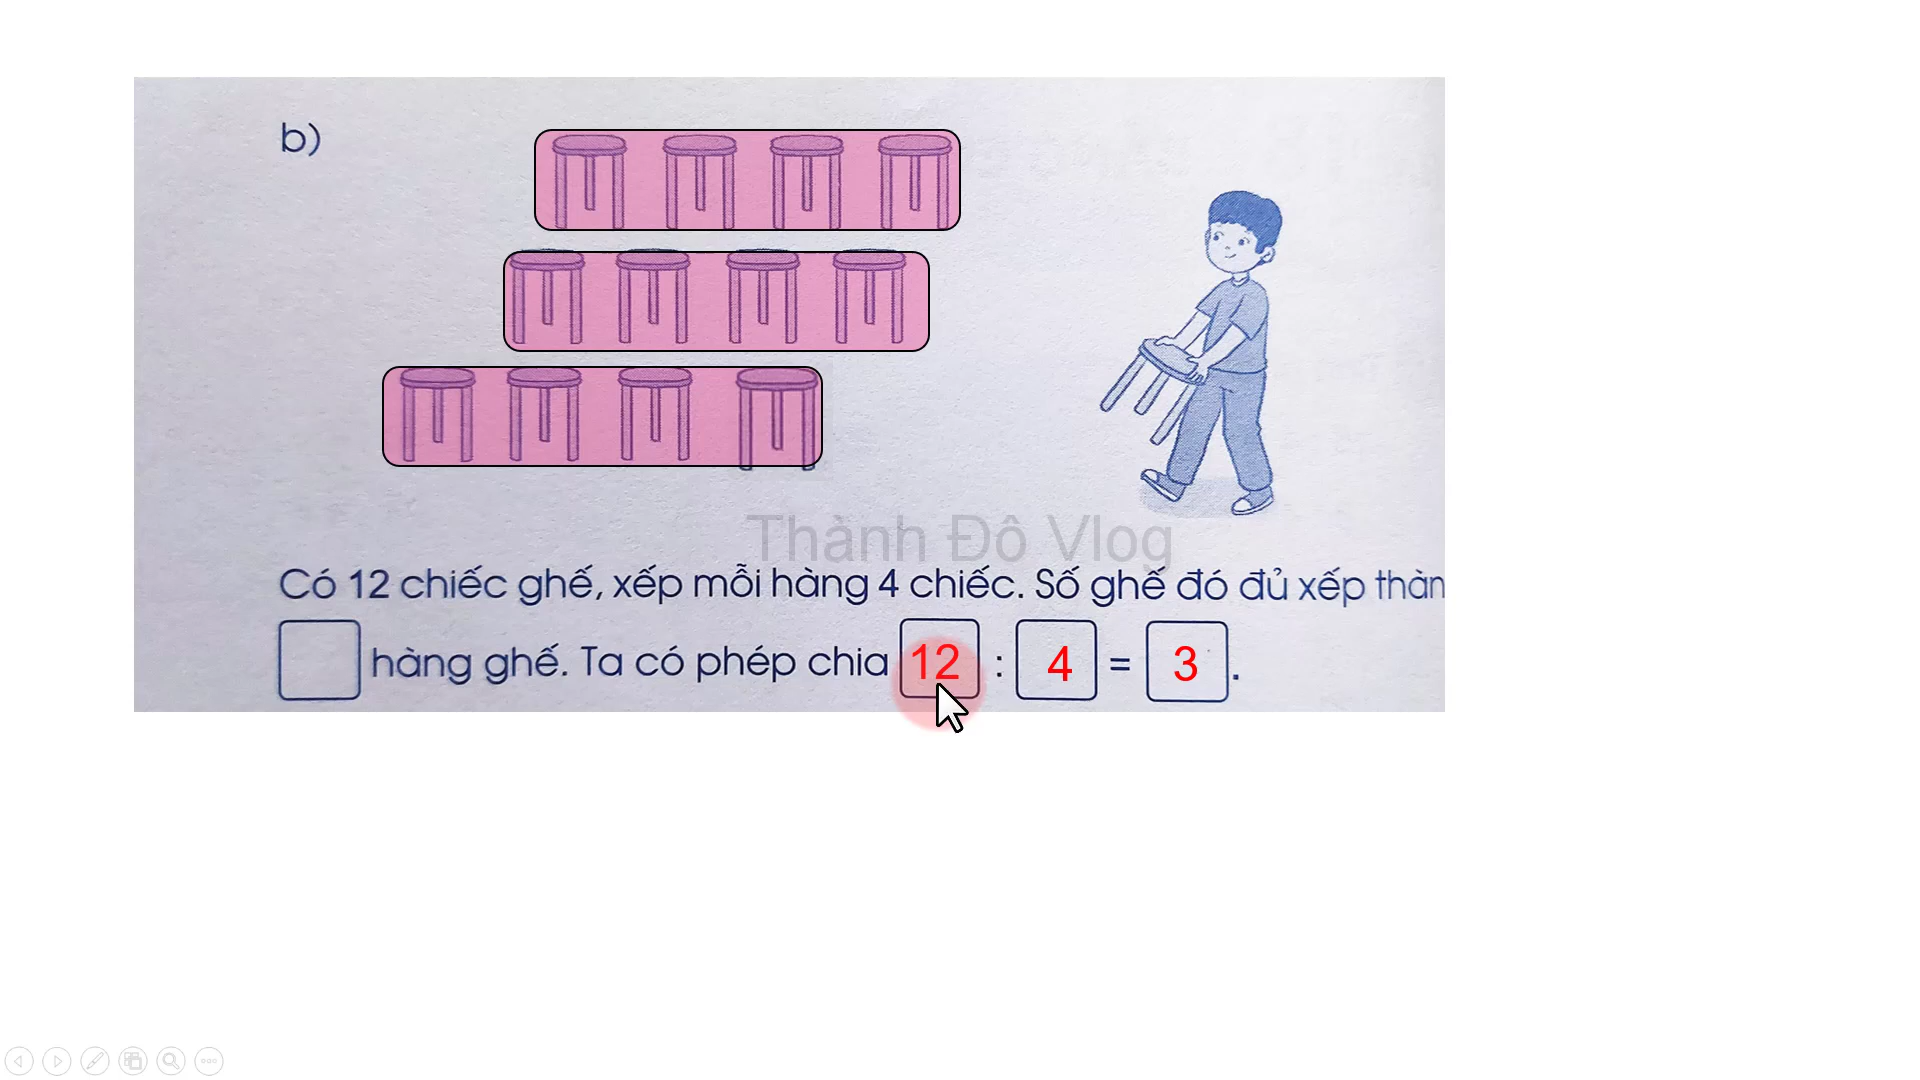 b)
Thành Đô Vlog
Có 12 chiếc ghế, xếp mỗi hàng 4 chiếc. Số ghế đó đủ xếp thàn
hàng ghế. Ta có phép chia 12 : 4 = 3 .